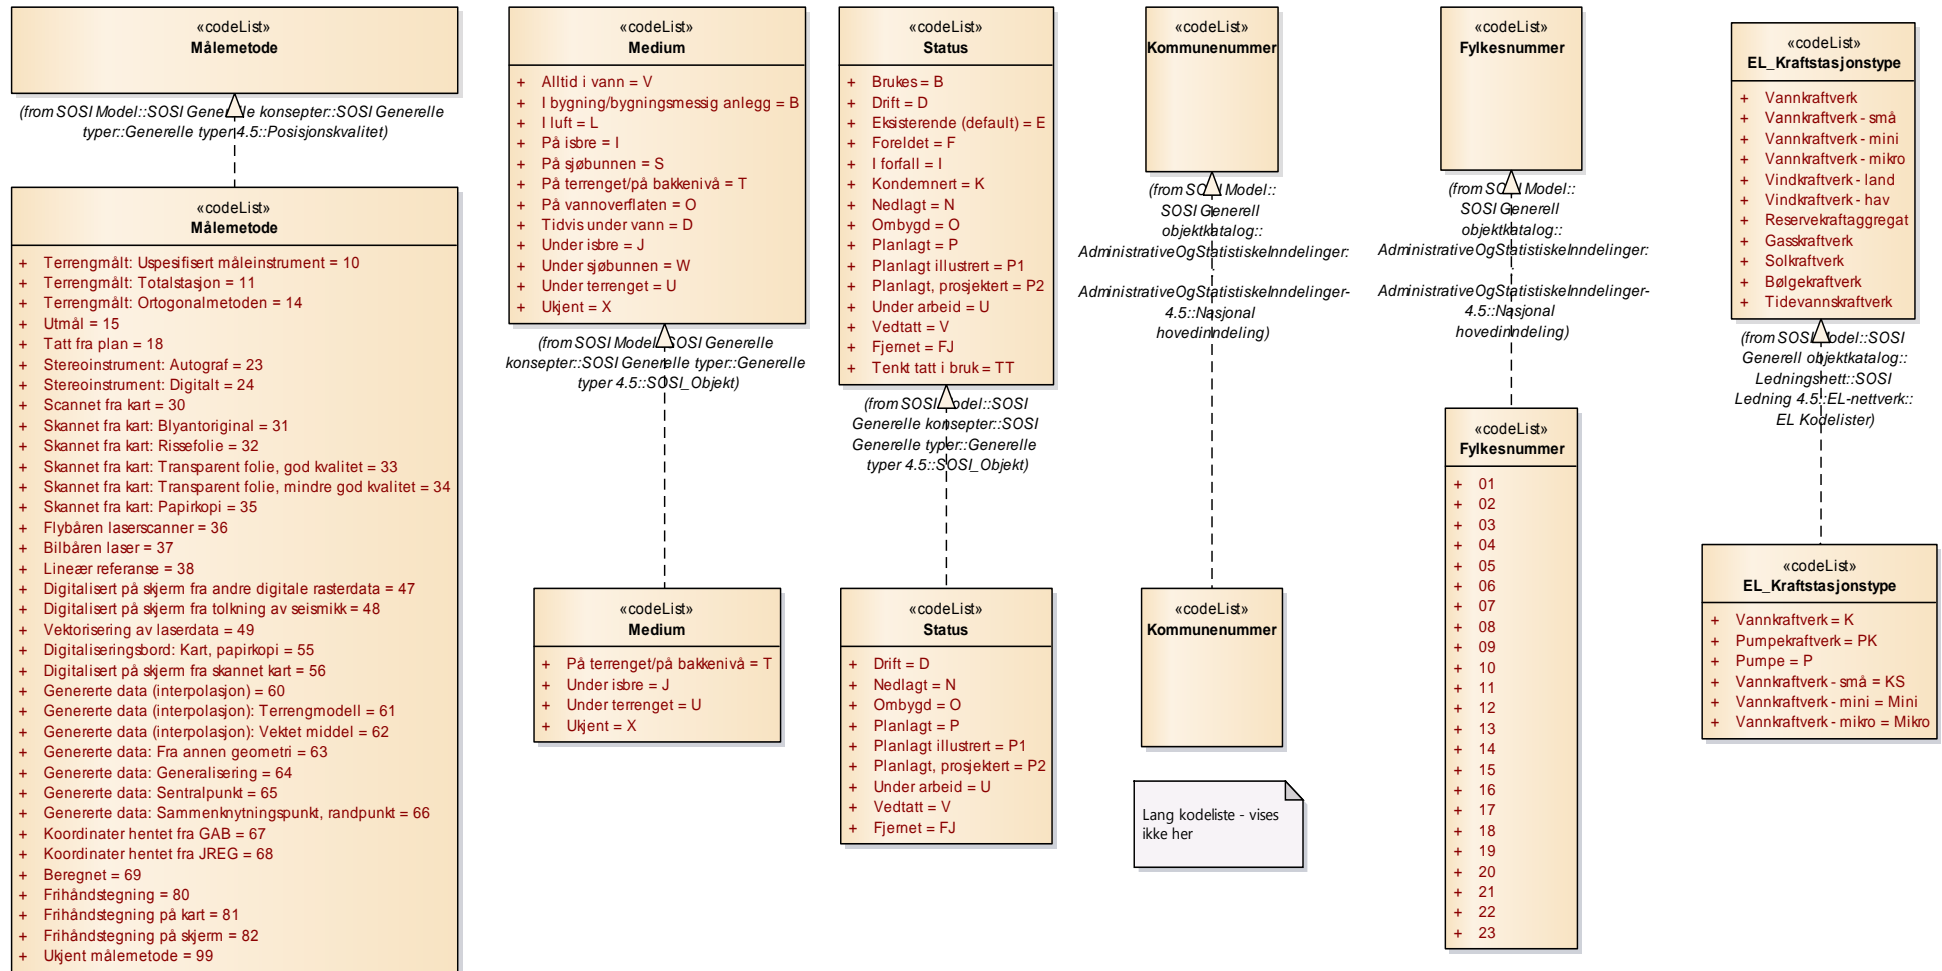 «codeList»
Målemetode
(from SOSI Model::SOSI Generelle konsepter::SOSI Generelle
typer::Generelle typer 4.5::Posisjonskvalitet)
«codeList»
Målemetode
+ Terrengmålt: Uspesifisert måleinstrument = 10
+ Terrengmålt: Totalstasjon = 11
+ Terrengmålt: Ortogonalmetoden = 14
+ Utmål = 15
+ Tatt fra plan = 18
+ Stereoinstrument: Autograf = 23
+ Stereoinstrument: Digitalt = 24
+ Scannet fra kart = 30
+ Skannet fra kart: Blyantoriginal = 31
+ Skannet fra kart: Rissefolie = 32
+ Skannet fra kart: Transparent folie, god kvalitet = 33
+ Skannet fra kart: Transparent folie, mindre god kvalitet = 34
+ Skannet fra kart: Papirkopi = 35
+ Flybåren laserscanner = 36
+ Bilbåren laser = 37
+ Lineær referanse = 38
+ Digitalisert på skjerm fra andre digitale rasterdata = 47
+ Digitalisert på skjerm fra tolkning av seismikk = 48
+ Vektorisering av laserdata = 49
+ Digitaliseringsbord: Kart, papirkopi = 55
+ Digitalisert på skjerm fra skannet kart = 56
+ Genererte data (interpolasjon) = 60
+ Genererte data (interpolasjon): Terrengmodell = 61
+ Genererte data (interpolasjon): Vektet middel = 62
+ Genererte data: Fra annen geometri = 63
+ Genererte data: Generalisering = 64
+ Genererte data: Sentralpunkt = 65
+ Genererte data: Sammenknytningspunkt, randpunkt = 66
+ Koordinater hentet fra GAB = 67
+ Koordinater hentet fra JREG = 68
+ Beregnet = 69
+ Frihåndstegning = 80
+ Frihåndstegning på kart = 81
+ Frihåndstegning på skjerm = 82
+ Ukjent målemetode = 99
«codeList»
Medium
+ Alltid i vann = V
+ I bygning/bygningsmessig anlegg = B
+ I luft = L
+ På isbre = I
+ På sjøbunnen = S
+ På terrenget/på bakkenivå = T
+ På vannoverflaten = O
+ Tidvis under vann = D
+ Under isbre = J
+ Under sjøbunnen = W
+ Under terrenget = U
+ Ukjent = X
(from SOSI Model::SOSI Generelle
konsepter::SOSI Generelle typer::Generelle
typer 4.5::SOSI_Objekt)
«codeList»
Medium
+ På terrenget/på bakkenivå = T
+ Under isbre = J
+ Under terrenget = U
+ Ukjent = X
«codeList»
Status
+ Brukes = B
+ Drift = D
+ Eksisterende (default) = E
+ Foreldet = F
+ I forfall = I
+ Kondemnert = K
+ Nedlagt = N
+ Ombygd = O
+ Planlagt = P
+ Planlagt illustrert = P1
+ Planlagt, prosjektert = P2
+ Under arbeid = U
+ Vedtatt = V
+ Fjernet = FJ
+ Tenkt tatt i bruk = TT
(from SOSI Model::SOSI
Generelle konsepter::SOSI
Generelle typer::Generelle
typer 4.5::SOSI_Objekt)
«codeList»
Status
+ Drift = D
+ Nedlagt = N
+ Ombygd = O
+ Planlagt = P
+ Planlagt illustrert = P1
+ Planlagt, prosjektert = P2
+ Under arbeid = U
+ Vedtatt = V
+ Fjernet = FJ
«codeList»
Kommunenummer
(from SOSI Model::
SOSI Generell
objektkatalog::
AdministrativeOgStatistiskeInndelinger:
:
AdministrativeOgStatistiskeInndelinger-
4.5::Nasjonal
hovedinndeling)
«codeList»
Kommunenummer
Lang kodeliste - vises
ikke her
«codeList»
Fylkesnummer
(from SOSI Model::
SOSI Generell
objektkatalog::
AdministrativeOgStatistiskeInndelinger:
:
AdministrativeOgStatistiskeInndelinger-
4.5::Nasjonal
hovedinndeling)
«codeList»
Fylkesnummer
+ 01
+ 02
+ 03
+ 04
+ 05
+ 06
+ 07
+ 08
+ 09
+ 10
+ 11
+ 12
+ 13
+ 14
+ 15
+ 16
+ 17
+ 18
+ 19
+ 20
+ 21
+ 22
+ 23
«codeList»
EL_Kraftstasjonstype
+ Vannkraftverk
+ Vannkraftverk - små
+ Vannkraftverk - mini
+ Vannkraftverk - mikro
+ Vindkraftverk - land
+ Vindkraftverk - hav
+ Reservekraftaggregat
+ Gasskraftverk
+ Solkraftverk
+ Bølgekraftverk
+ Tidevannskraftverk
(from SOSI Model::SOSI
Generell objektkatalog::
Ledningsnett::SOSI
Ledning 4.5::EL-nettverk::
EL Kodelister)
«codeList»
EL_Kraftstasjonstype
+ Vannkraftverk = K
+ Pumpekraftverk = PK
+ Pumpe = P
+ Vannkraftverk - små = KS
+ Vannkraftverk - mini = Mini
+ Vannkraftverk - mikro = Mikro